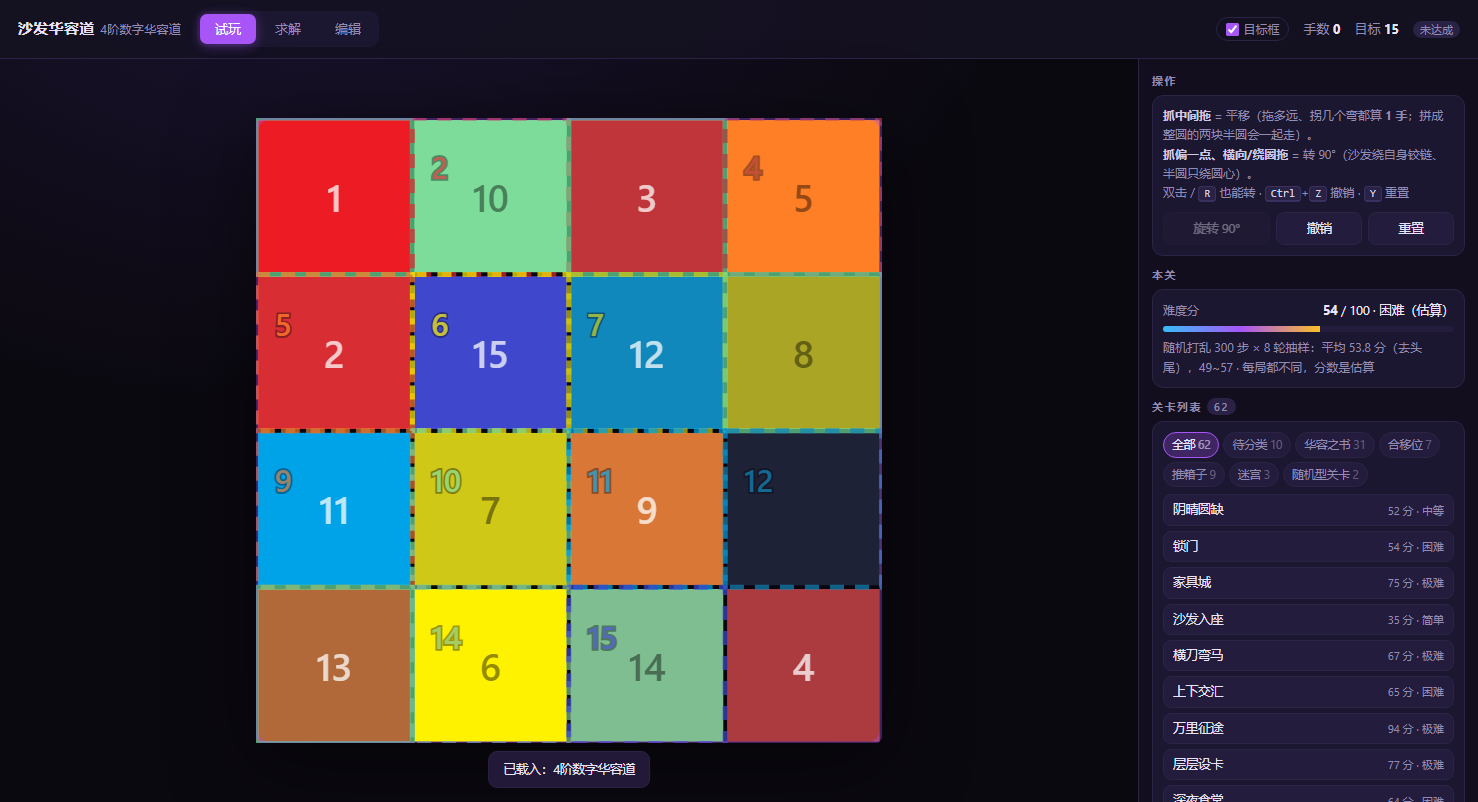 沙发华容道 4阶数字华容道 试玩 求解 编辑 目标框 手数 0 目标 15 未达成
1 2 10 3 4 5
5 2 6 15 7 12 8
9 11 10 7 11 9 12
13 14 6 15 14 4
已载入：4阶数字华容道
操作
抓中间拖 = 平移（拖多远、拐几个弯都算 1 手；拼成
整圆的两块半圆会一起走）。
抓偏一点、横向/绕圈拖 = 转 90°（沙发绕自身铰链、
半圆只绕圆心）。
双击 / R 也能转 · Ctrl+Z 撤销 · Y 重置
旋转 90° 撤销 重置
本关
难度分 54 / 100 · 困难（估算）
随机打乱 300 步 × 8 轮抽样：平均 53.8 分（去头
尾），49~57 · 每局都不同，分数是估算
关卡列表 62
全部 62 待分类 10 华容之书 31 合移位 7
推箱子 9 迷宫 3 随机型关卡 2
阴晴圆缺 52 分 · 中等
锁门 54 分 · 困难
家具城 75 分 · 极难
沙发入座 35 分 · 简单
横刀弯马 67 分 · 极难
上下交汇 65 分 · 困难
万里征途 94 分 · 极难
层层设卡 77 分 · 极难
深夜食堂 64 分 · 困难